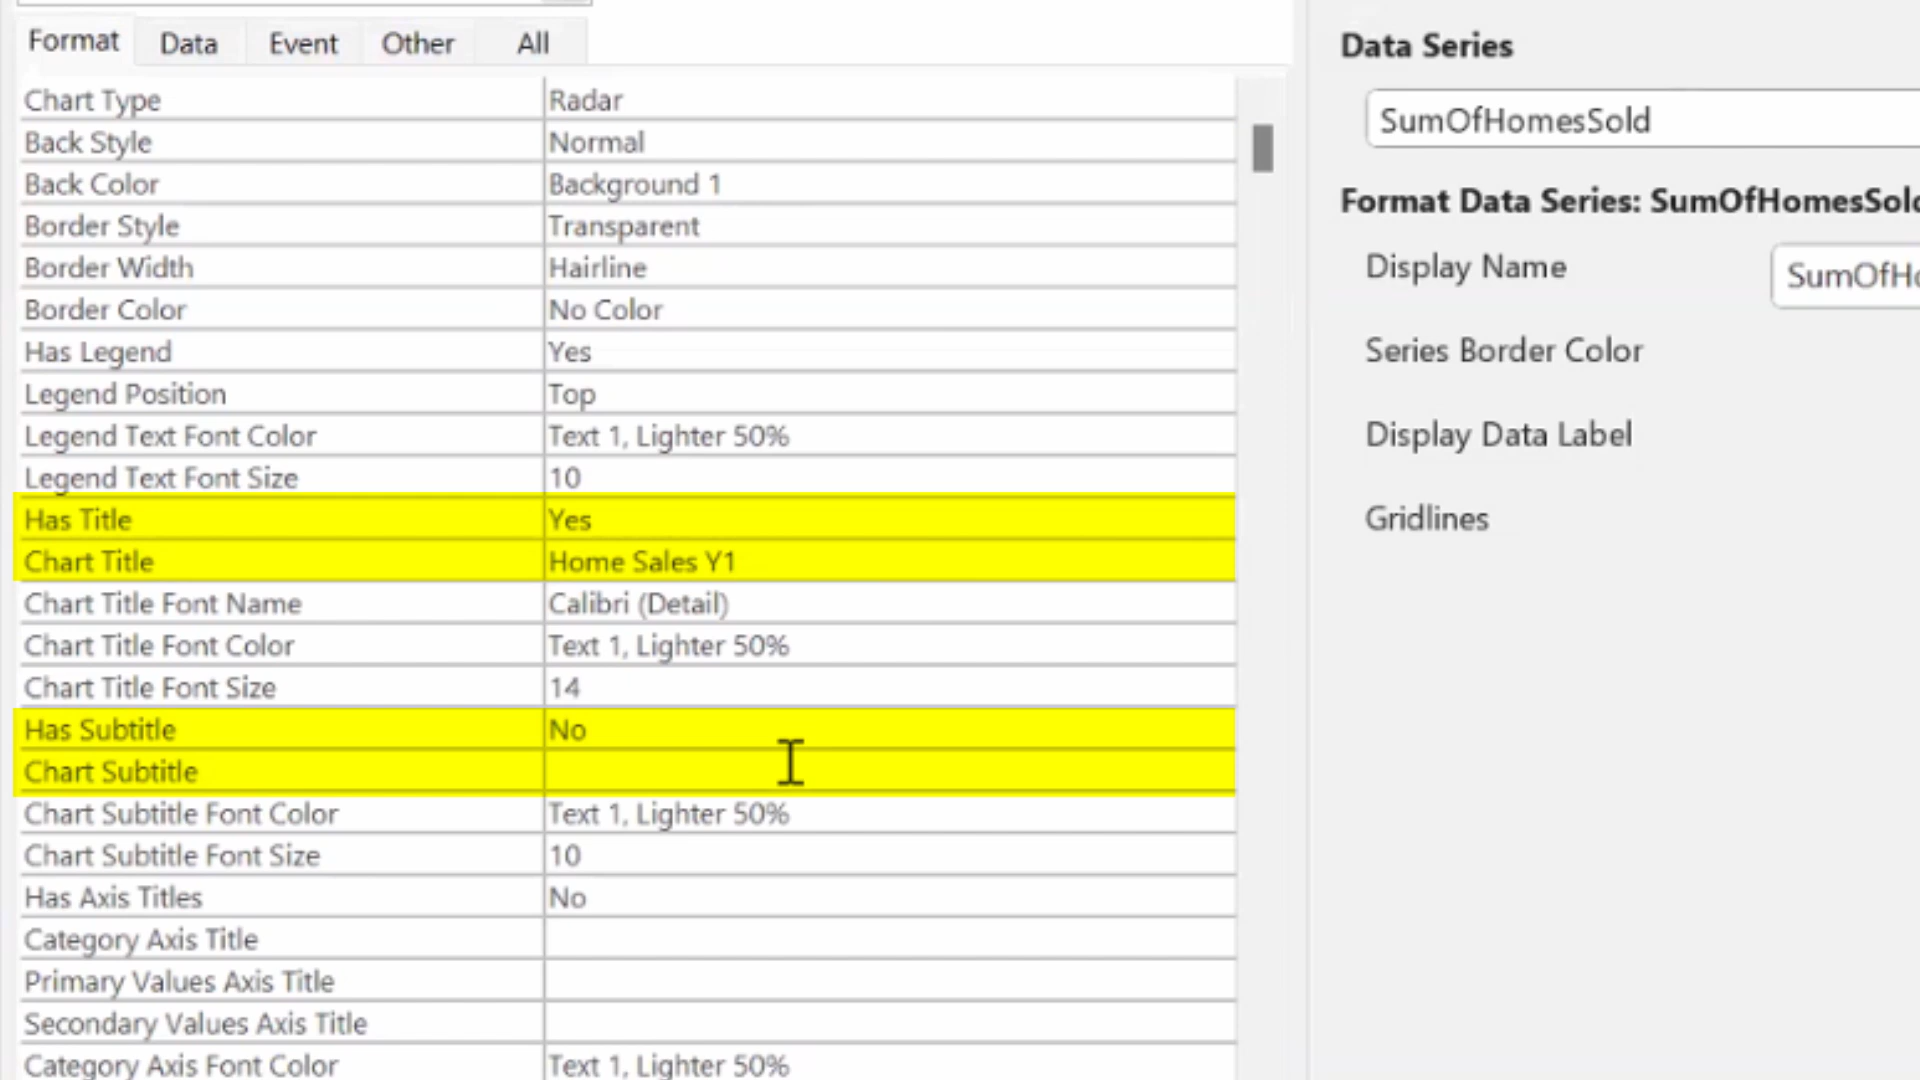 Format Data Event Other All
Chart Type Radar
Back Style Normal
Back Color Background 1
Border Style Transparent
Border Width Hairline
Border Color No Color
Has Legend Yes
Legend Position Top
Legend Text Font Color Text 1, Lighter 50%
Legend Text Font Size 10
Has Title Yes
Chart Title Home Sales Y1
Chart Title Font Name Calibri (Detail)
Chart Title Font Color Text 1, Lighter 50%
Chart Title Font Size 14
Has Subtitle No
Chart Subtitle
Chart Subtitle Font Color Text 1, Lighter 50%
Chart Subtitle Font Size 10
Has Axis Titles No
Category Axis Title
Primary Values Axis Title
Secondary Values Axis Title
Category Axis Font Color Text 1, Lighter 50%
Data Series
SumOfHomesSold
Format Data Series: SumOfHomesSold
Display Name SumOfHo
Series Border Color
Display Data Label
Gridlines